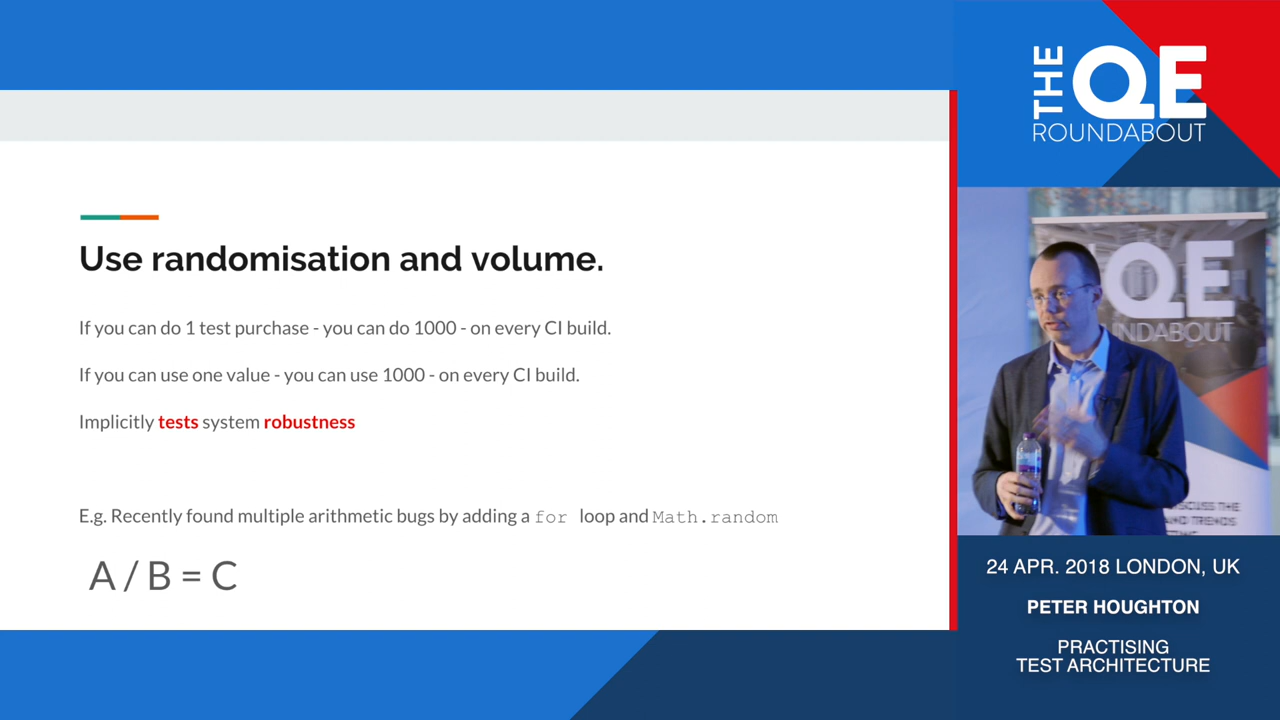 Use randomisation and volume.
If you can do 1 test purchase - you can do 1000 - on every CI build.
If you can use one value - you can use 1000 - on every CI build.
Implicitly tests system robustness
E.g. Recently found multiple arithmetic bugs by adding a for loop and Math.random
A / B = C
THE QE
ROUNDABOUT
QE
NDABOUT
24 APR. 2018 LONDON, UK
PETER HOUGHTON
PRACTISING
TEST ARCHITECTURE